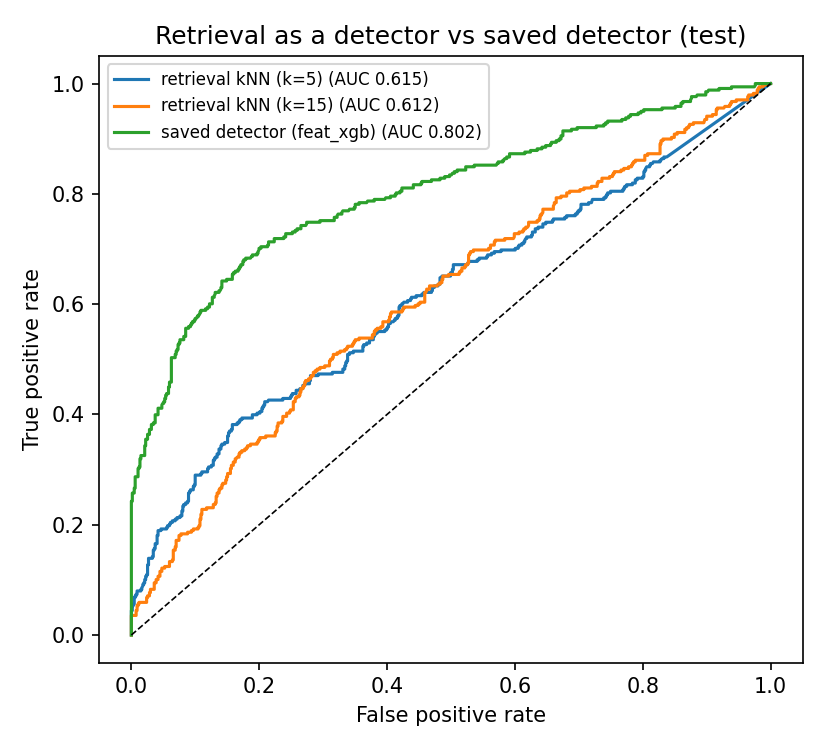 Retrieval as a detector vs saved detector (test)
retrieval kNN (k=5) (AUC 0.615)
retrieval kNN (k=15) (AUC 0.612)
saved detector (feat_xgb) (AUC 0.802)
True positive rate
1.0
0.8
0.6
0.4
0.2
0.0
0.0 0.2 0.4 0.6 0.8 1.0
False positive rate